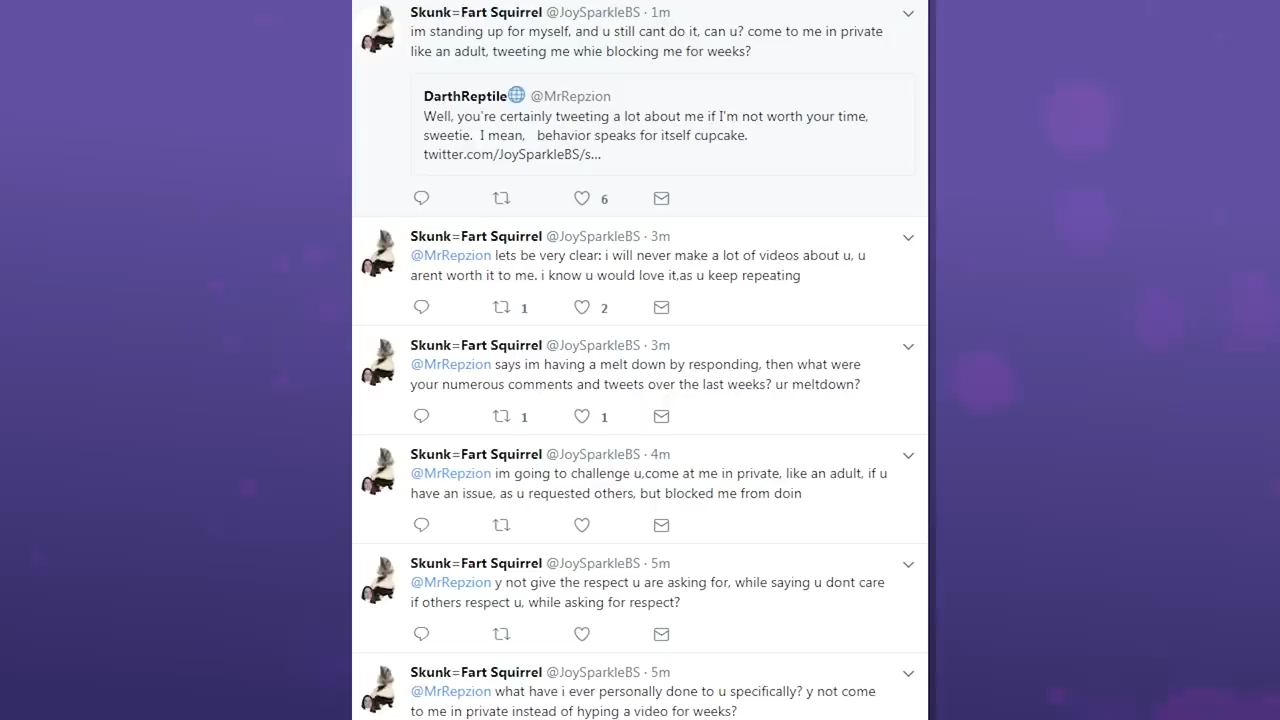 Skunk=Fart Squirrel @JoySparkleBS · 1m
im standing up for myself, and u still cant do it, can u? come to me in private
like an adult, tweeting me whie blocking me for weeks?
DarthReptile @MrRepzion
Well, you're certainly tweeting a lot about me if I'm not worth your time,
sweetie. I mean, behavior speaks for itself cupcake.
twitter.com/JoySparkleBS/s...
6
Skunk=Fart Squirrel @JoySparkleBS · 3m
@MrRepzion lets be very clear: i will never make a lot of videos about u, u
arent worth it to me. i know u would love it,as u keep repeating
1 2
Skunk=Fart Squirrel @JoySparkleBS · 3m
@MrRepzion says im having a melt down by responding, then what were
your numerous comments and tweets over the last weeks? ur meltdown?
1 1
Skunk=Fart Squirrel @JoySparkleBS · 4m
@MrRepzion im going to challenge u,come at me in private, like an adult, if u
have an issue, as u requested others, but blocked me from doin
Skunk=Fart Squirrel @JoySparkleBS · 5m
@MrRepzion y not give the respect u are asking for, while saying u dont care
if others respect u, while asking for respect?
Skunk=Fart Squirrel @JoySparkleBS · 5m
@MrRepzion what have i ever personally done to u specifically? y not come
to me in private instead of hyping a video for weeks?